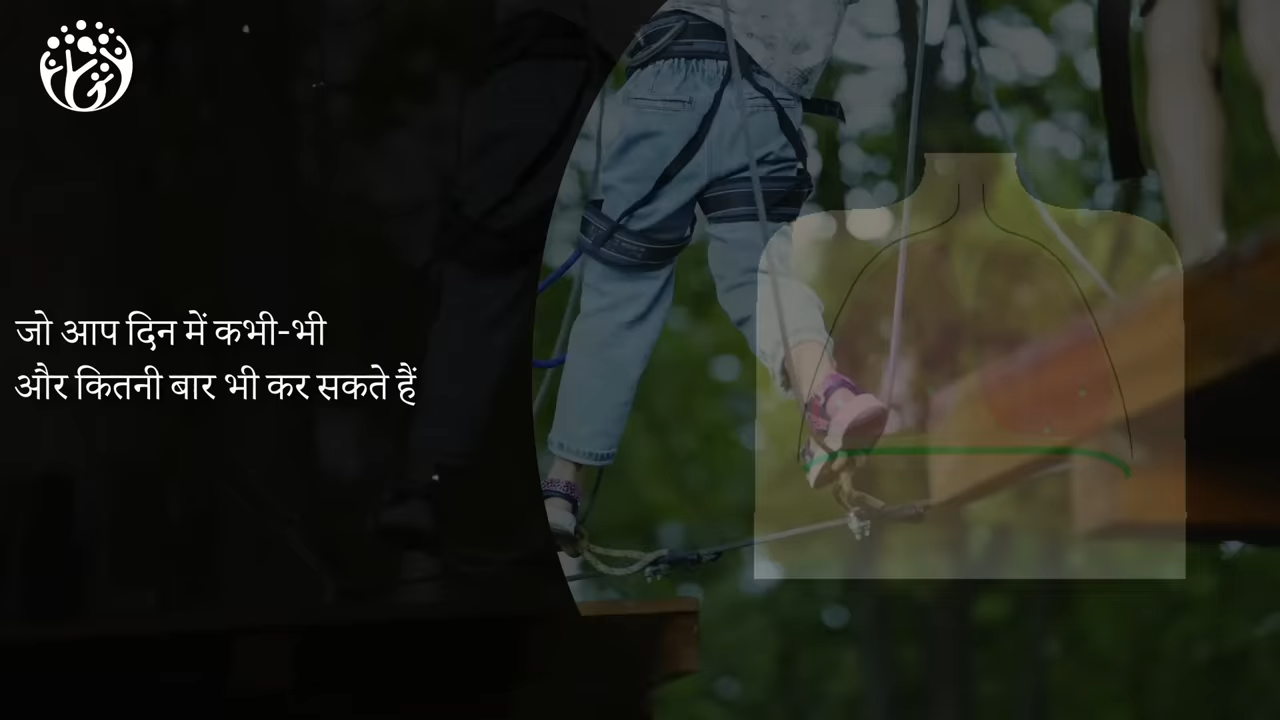 जो आप दिन में कभी-भी
और कितनी बार भी कर सकते हैं